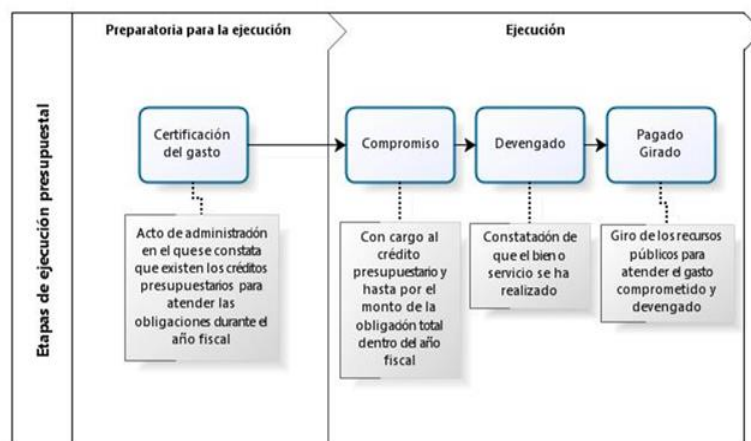 Preparatoria para la ejecución
Ejecución
Etapas de ejecución presupuestal
Certificación
del gasto
Compromiso
Devengado
Pagado
Girado
Acto de administración
en el que se constata
que existen los créditos
presupuestarios para
atender las
obligaciones durante el
año fiscal
Con cargo al
crédito
presupuestario y
hasta por el
monto de la
obligación total
dentro del año
fiscal
Constatación de
que el bien o
servicio se ha
realizado
Giro de los recursos
públicos para
atender el gasto
comprometido y
devengado